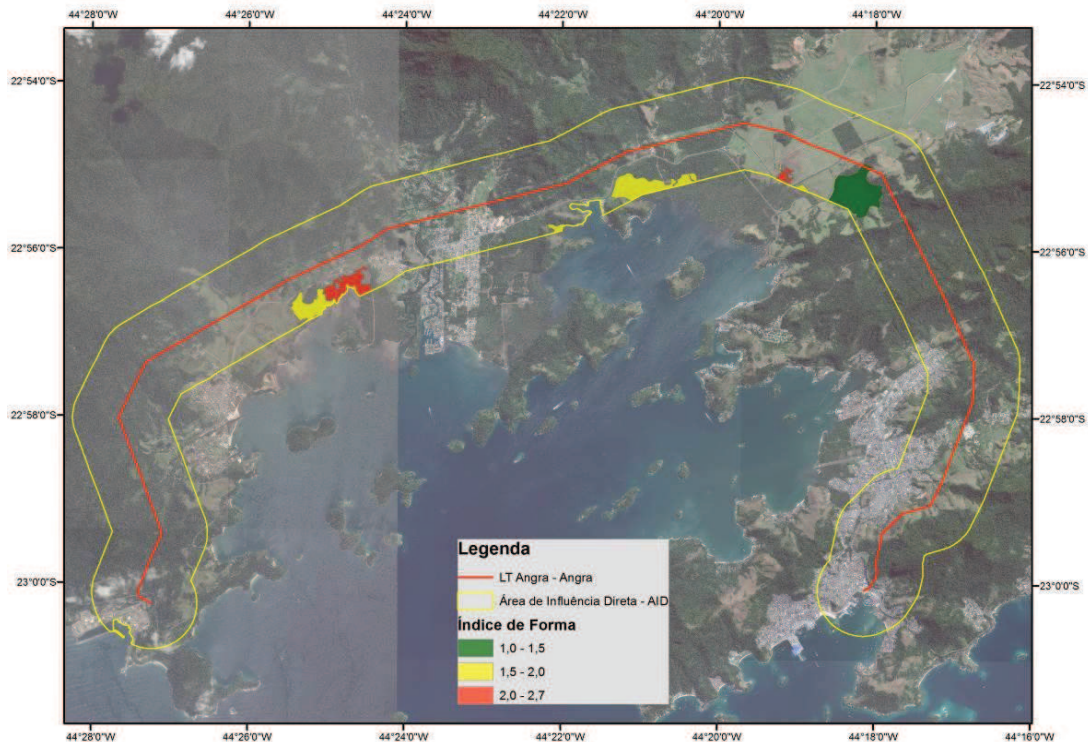 44°28'0"W 44°26'0"W 44°24'0"W 44°22'0"W 44°20'0"W 44°18'0"W
22°54'0"S 22°54'0"S
22°56'0"S 22°56'0"S
22°58'0"S 22°58'0"S
Legenda
LT Angra - Angra
23°0'0"S 23°0'0"S
Área de Influência Direta - AID
Índice de Forma
1,0 - 1,5
1,5 - 2,0
2,0 - 2,7
44°28'0"W 44°26'0"W 44°24'0"W 44°22'0"W 44°20'0"W 44°18'0"W 44°16'0"W